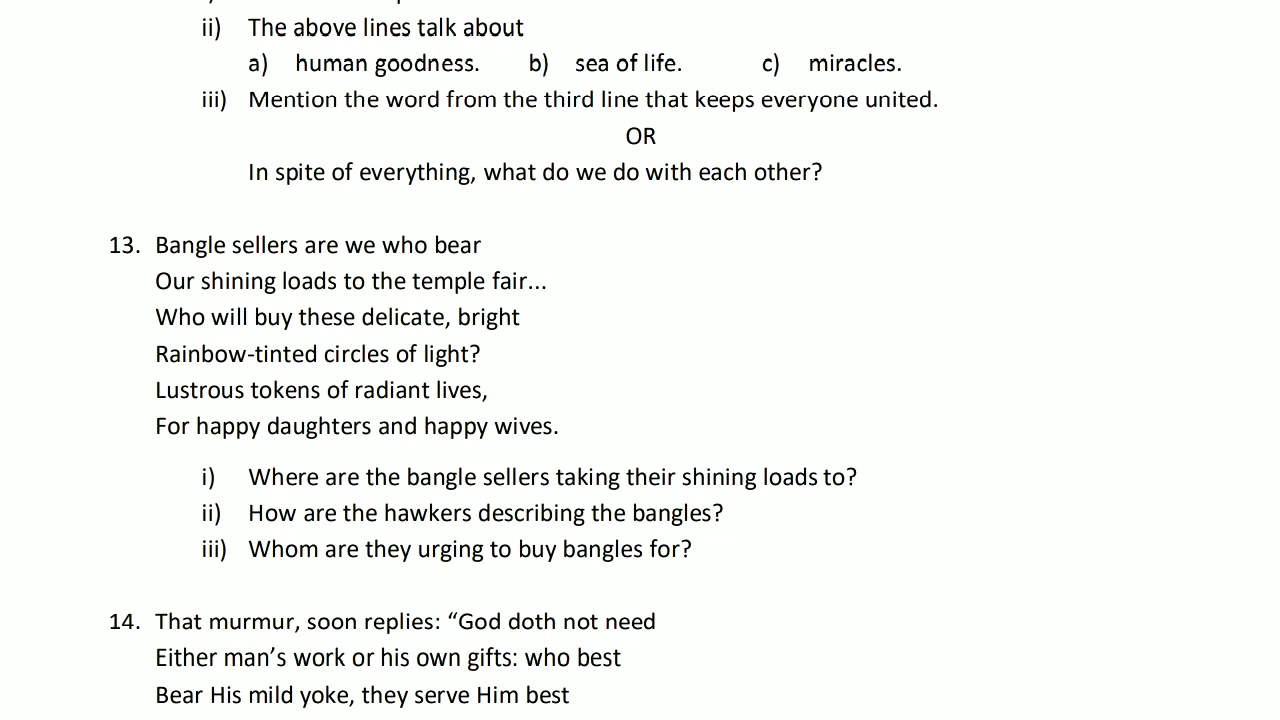 ii) The above lines talk about
a) human goodness. b) sea of life. c) miracles.
iii) Mention the word from the third line that keeps everyone united.
OR
In spite of everything, what do we do with each other?
13. Bangle sellers are we who bear
Our shining loads to the temple fair...
Who will buy these delicate, bright
Rainbow-tinted circles of light?
Lustrous tokens of radiant lives,
For happy daughters and happy wives.
i) Where are the bangle sellers taking their shining loads to?
ii) How are the hawkers describing the bangles?
iii) Whom are they urging to buy bangles for?
14. That murmur, soon replies: “God doth not need
Either man’s work or his own gifts: who best
Bear His mild yoke, they serve Him best